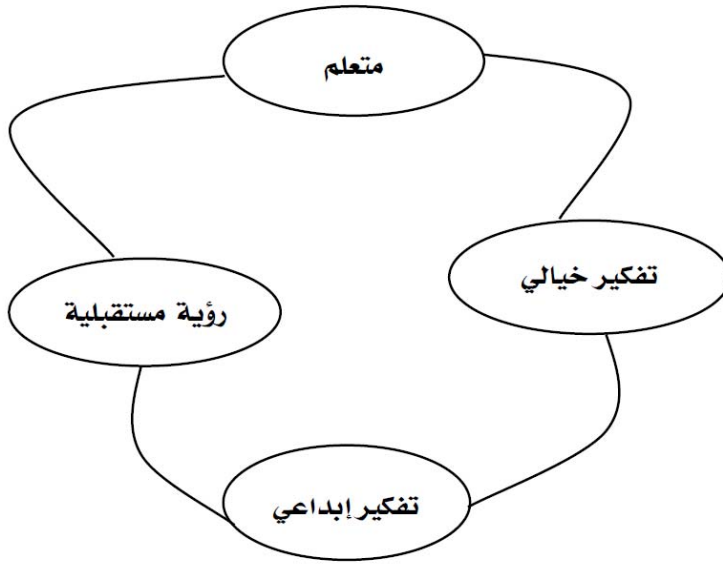 متعلم
تفكير خيالي
رؤية مستقبلية
تفكير إبداعي